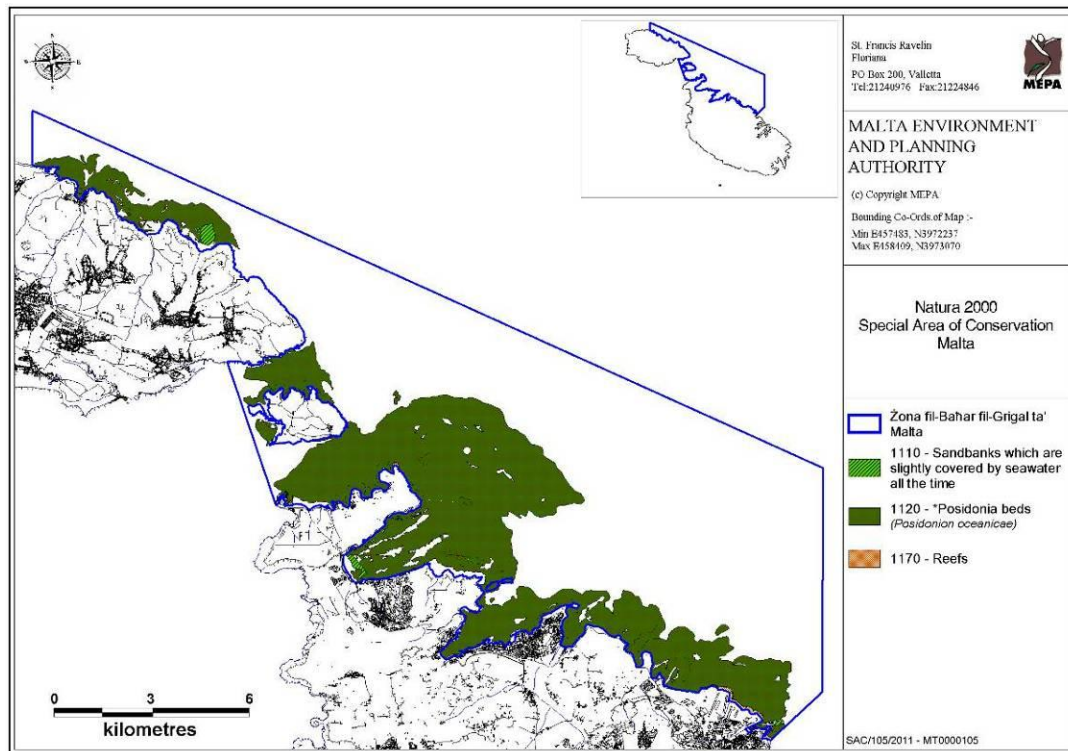 St. Francis Ravelin
Floriana
PO Box 200, Valletta
Tel:21240976 Fax:21224846
MEPA
MALTA ENVIRONMENT
AND PLANNING
AUTHORITY
(c) Copyright MEPA
Bounding Co-Ords of Map :-
Min E457483, N3972237
Max E458409, N3973070
Natura 2000
Special Area of Conservation
Malta
Żona fil-Baħar fil-Grigal ta'
Malta
1110 - Sandbanks which are
slightly covered by seawater
all the time
1120 - *Posidonia beds
(Posidonion oceanicae)
1170 - Reefs
0 3 6
kilometres
SAC/105/2011 - MT0000105